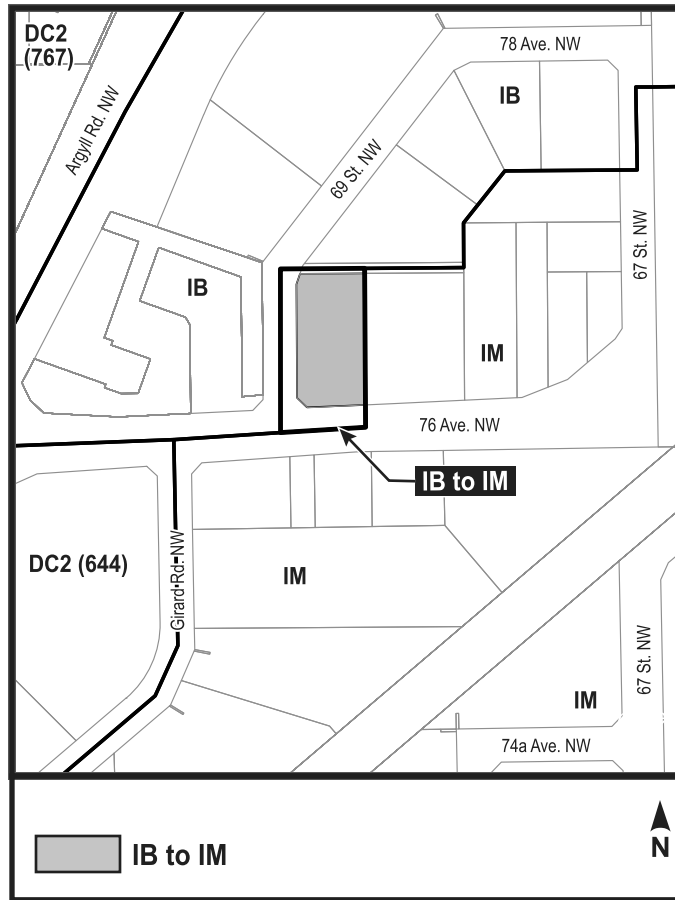 DC2
(767)
78 Ave. NW
Argyll Rd. NW
IB
69 St. NW
67 St. NW
IB
IM
76 Ave. NW
IB to IM
DC2 (644)
Girard Rd. NW
IM
67 St. NW
IM
74a Ave. NW
IB to IM
N